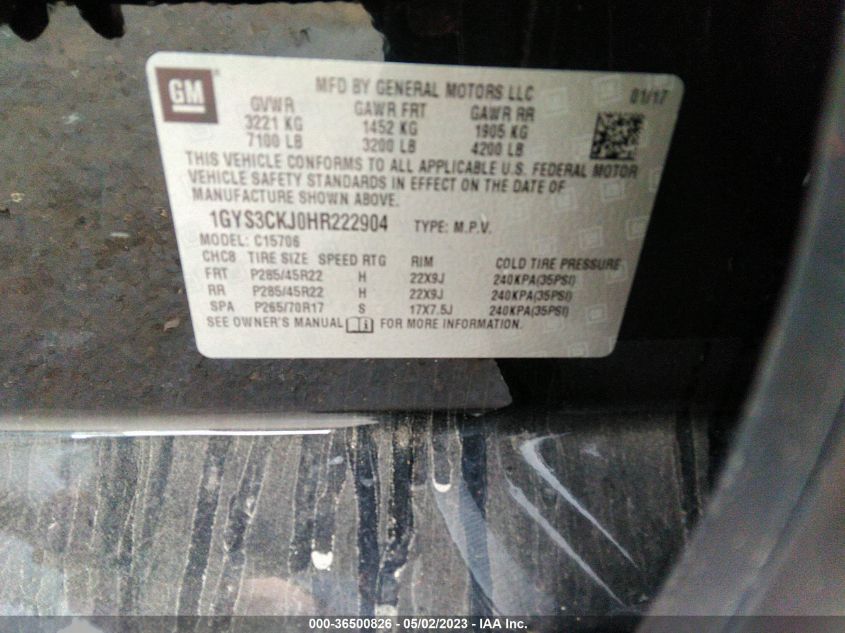 GM
MFD BY GENERAL MOTORS LLC 01/17
GVWR GAWR FRT GAWR RR
3221 KG 1452 KG 1905 KG
7100 LB 3200 LB 4200 LB
THIS VEHICLE CONFORMS TO ALL APPLICABLE U.S. FEDERAL MOTOR
VEHICLE SAFETY STANDARDS IN EFFECT ON THE DATE OF
MANUFACTURE SHOWN ABOVE.
1GYS3CKJ0HR222904 TYPE: M.P.V.
MODEL: C15706
CHC8 TIRE SIZE SPEED RTG RIM COLD TIRE PRESSURE
FRT P285/45R22 H 22X9J 240KPA(35PSI)
RR P285/45R22 H 22X9J 240KPA(35PSI)
SPA P265/70R17 S 17X7.5J 240KPA(35PSI)
SEE OWNER'S MANUAL FOR MORE INFORMATION.
000-36500826 - 05/02/2023 - IAA Inc.